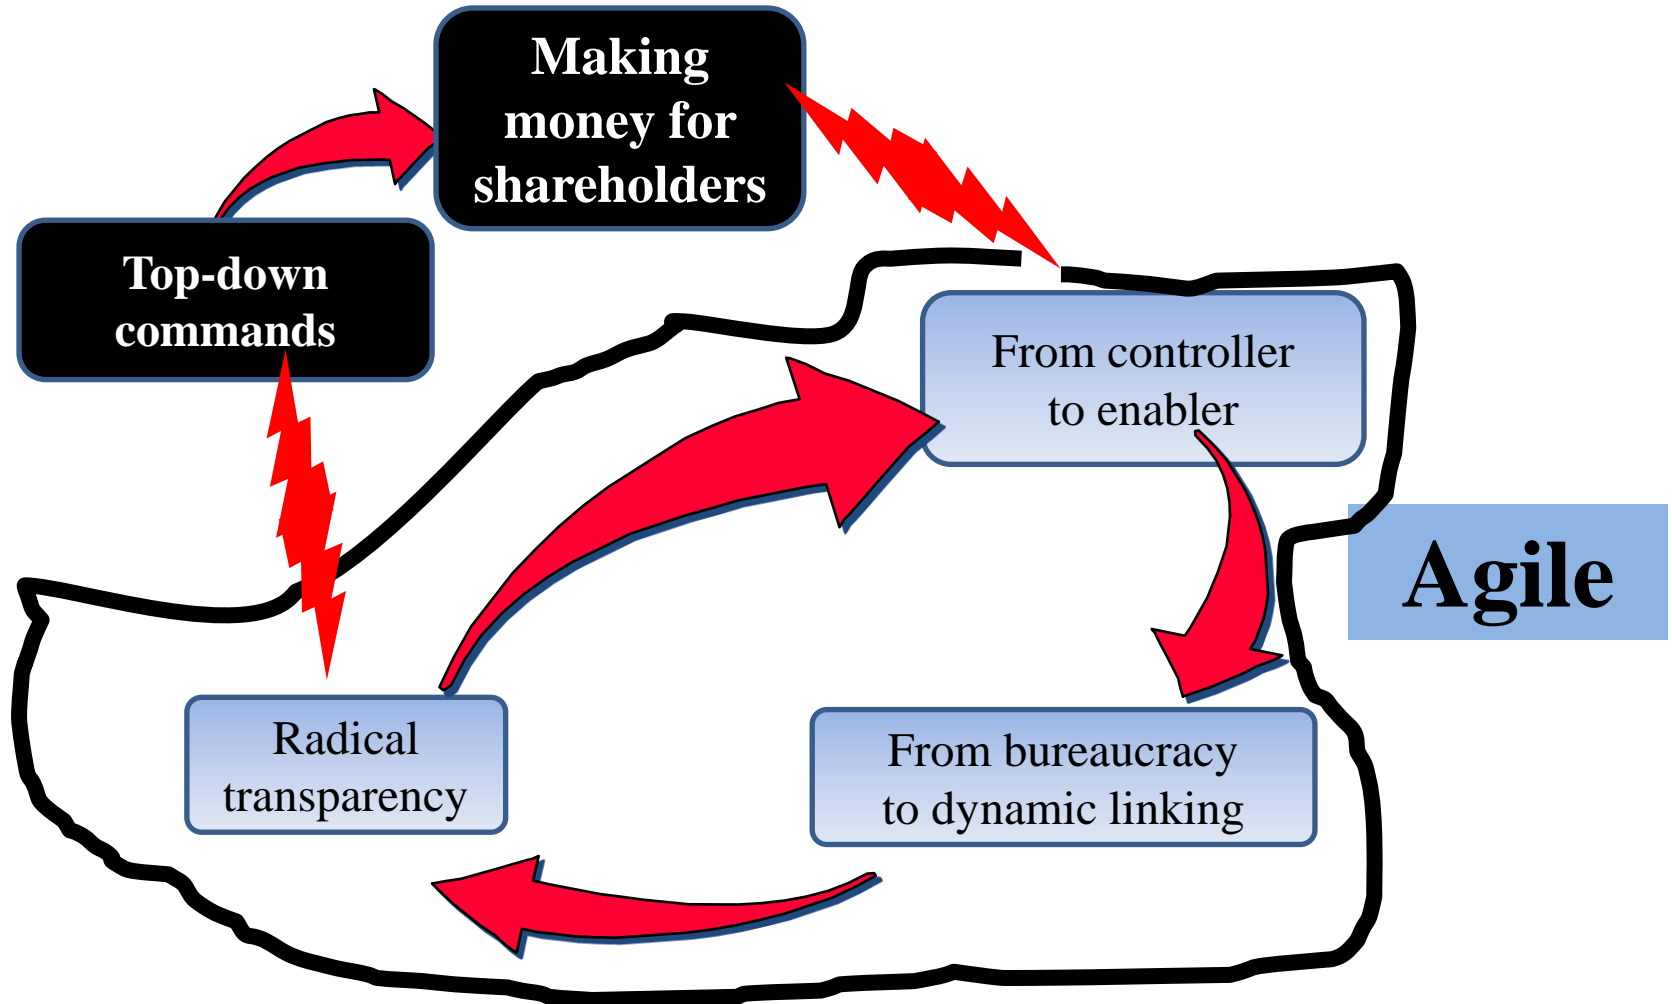 Making
money for
shareholders
Top-down
commands
From controller
to enabler
Agile
Radical
transparency
From bureaucracy
to dynamic linking